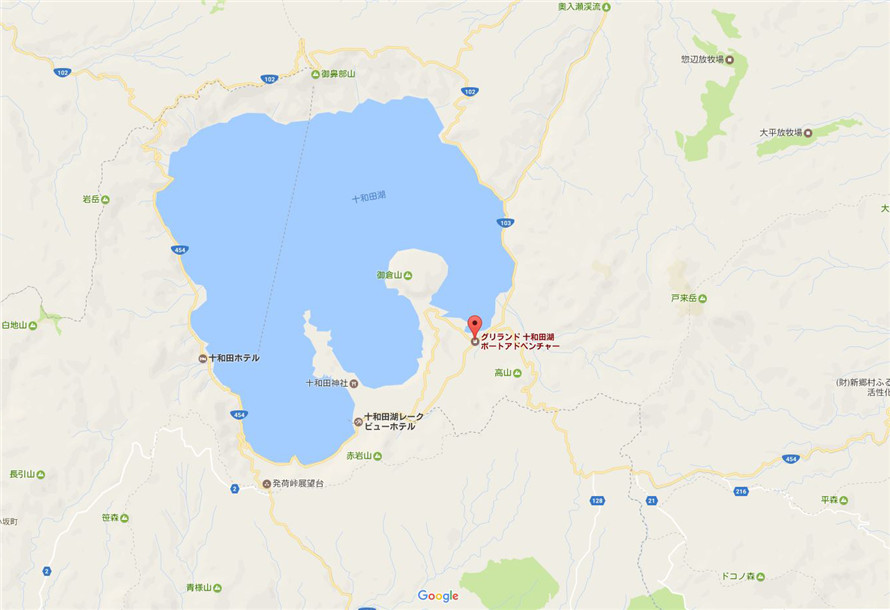 奥入瀬渓流
惣辺放牧場
102
御鼻部山
102
102
大平放牧場
十和田湖
岩岳
大
103
454
御倉山
戸来岳
白地山
グリランド 十和田湖
ボートアドベンチャー
十和田ホテル
高山
十和田神社
(財)新郷村ふる
活性化
454
十和田湖レーク
ビューホテル
赤岩山
454
長引山
発荷峠展望台
2
216
128
21
平森
笹森
小坂町
2
ドコノ森
青様山
Google